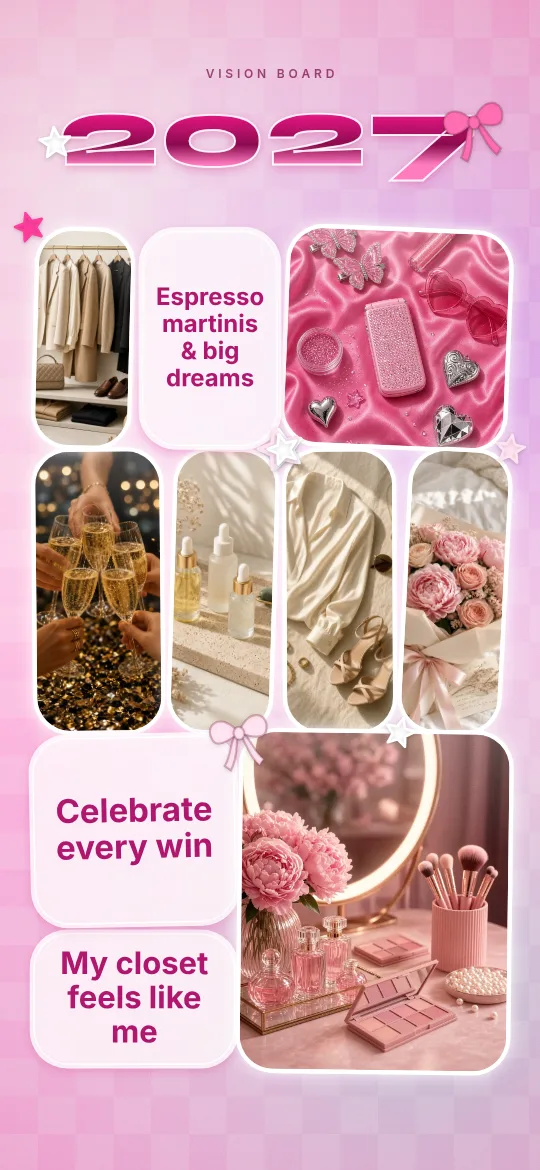 VISION BOARD
2027
Espresso
martinis
& big
dreams
Celebrate
every win
My closet
feels like
me